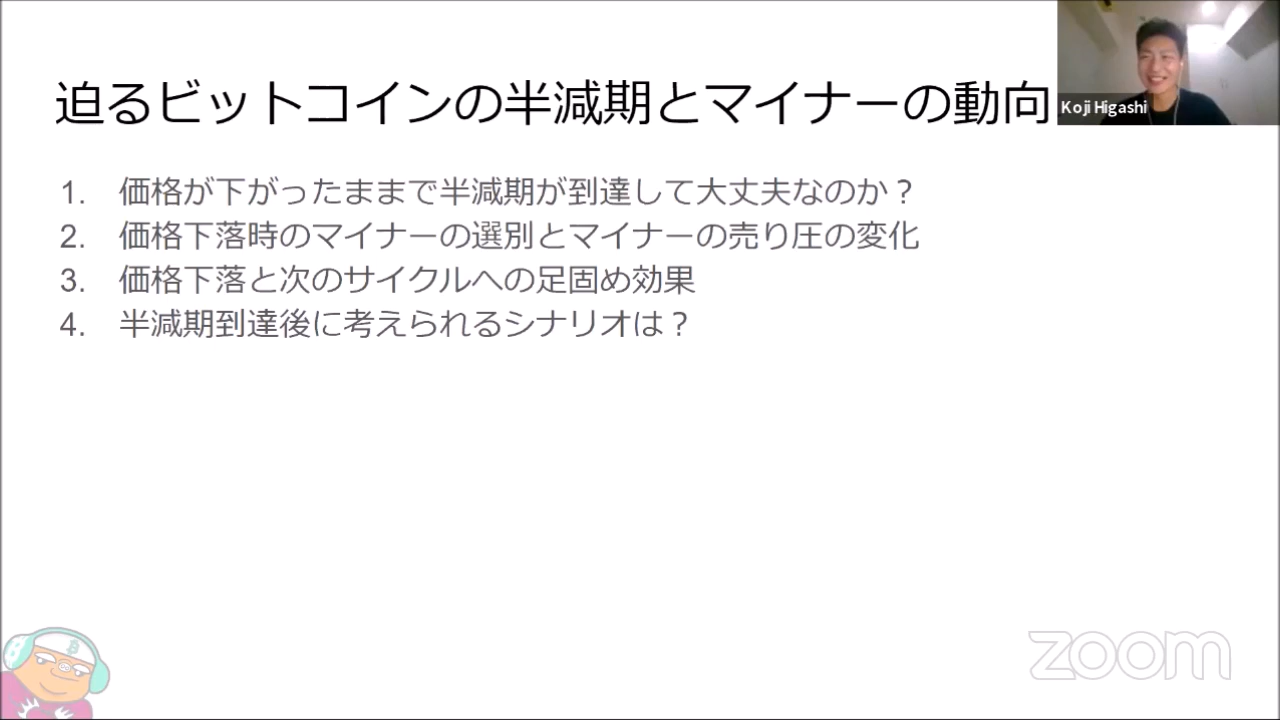 迫るビットコインの半減期とマイナーの動向
Koji Higashi
1. 価格が下がったままで半減期が到達して大丈夫なのか？
2. 価格下落時のマイナーの選別とマイナーの売り圧の変化
3. 価格下落と次のサイクルへの足固め効果
4. 半減期到達後に考えられるシナリオは？
zoom